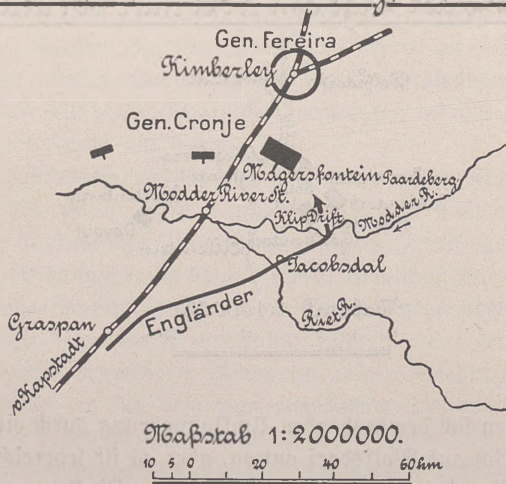 Gen. Fereira
Kimberley
Gen. Cronje
Magersfontein
Paardeberg
Modder River St.
Klip Drift
Modder R.
Jacobsdal
Engländer
Riet R.
Graspan
v. Kapstadt
Maßstab 1:2000000.
10 5 0 20 40 60 km